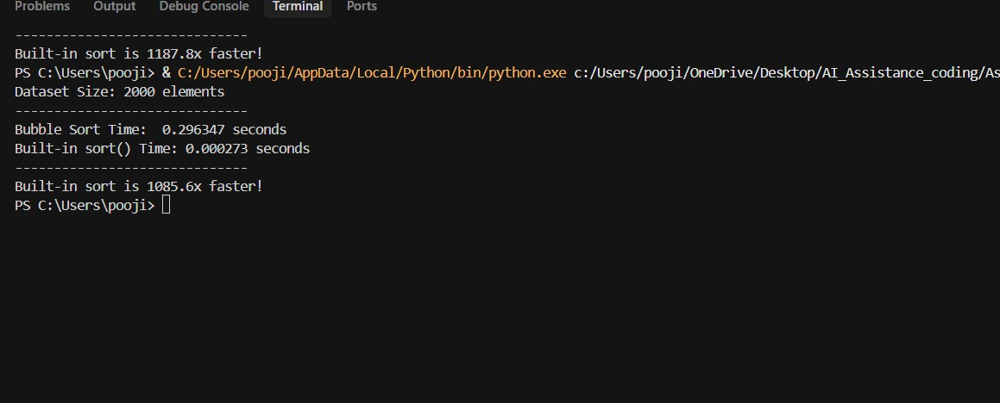 Problems Output Debug Console Terminal Ports
------------------------------
Built-in sort is 1187.8x faster!
PS C:\Users\pooji> & C:/Users/pooji/AppData/Local/Python/bin/python.exe c:/Users/pooji/OneDrive/Desktop/AI_Assistance_coding/As
Dataset Size: 2000 elements
------------------------------
Bubble Sort Time:  0.296347 seconds
Built-in sort() Time: 0.000273 seconds
------------------------------
Built-in sort is 1085.6x faster!
PS C:\Users\pooji>